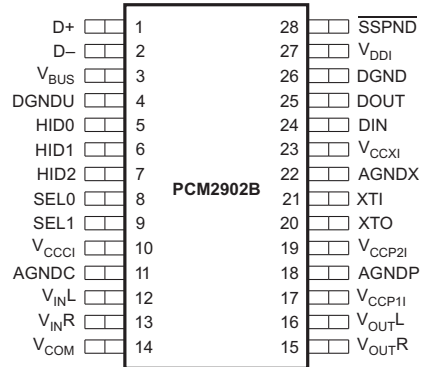 D+ 1 28 SSPND
D– 2 27 VDDI
VBUS 3 26 DGND
DGNDU 4 25 DOUT
HID0 5 24 DIN
HID1 6 23 VCCXI
HID2 7 22 AGNDX
PCM2902B
SEL0 8 21 XTI
SEL1 9 20 XTO
VCCCI 10 19 VCCP2I
AGNDC 11 18 AGNDP
VINL 12 17 VCCP1I
VINR 13 16 VOUTL
VCOM 14 15 VOUTR